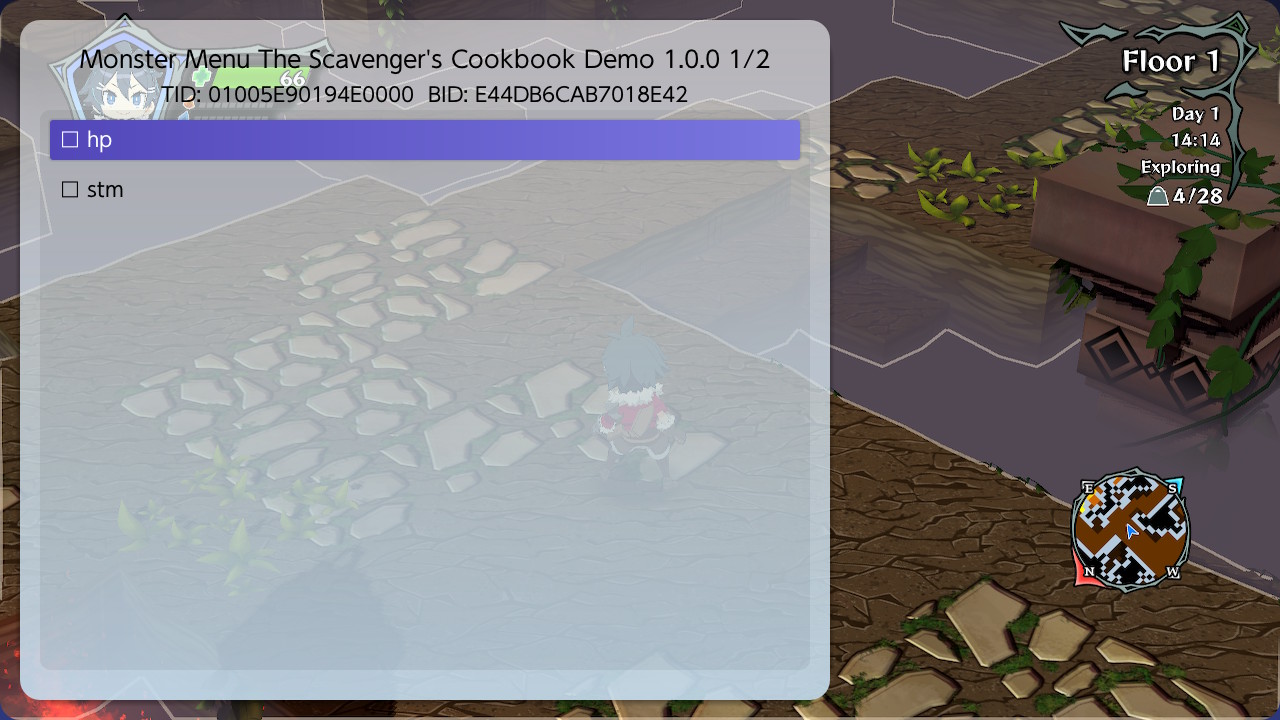 Monster Menu The Scavenger's Cookbook Demo 1.0.0 1/2
TID: 01005E90194E0000 BID: E44DB6CAB7018E42
66
☐ hp
☐ stm
Floor 1
Day 1
14:14
Exploring
4/28
E S
N W